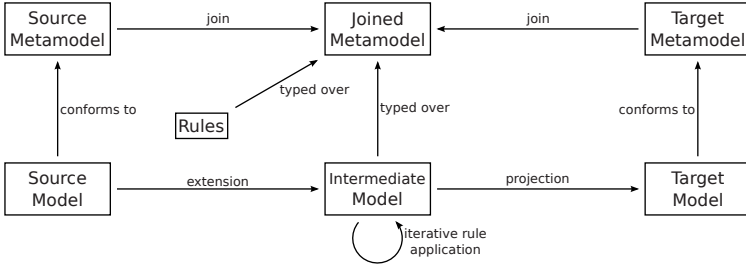 Source
Metamodel
join
Joined
Metamodel
join
Target
Metamodel
conforms to
typed over
Rules
typed over
conforms to
Source
Model
extension
Intermediate
Model
projection
Target
Model
iterative rule
application